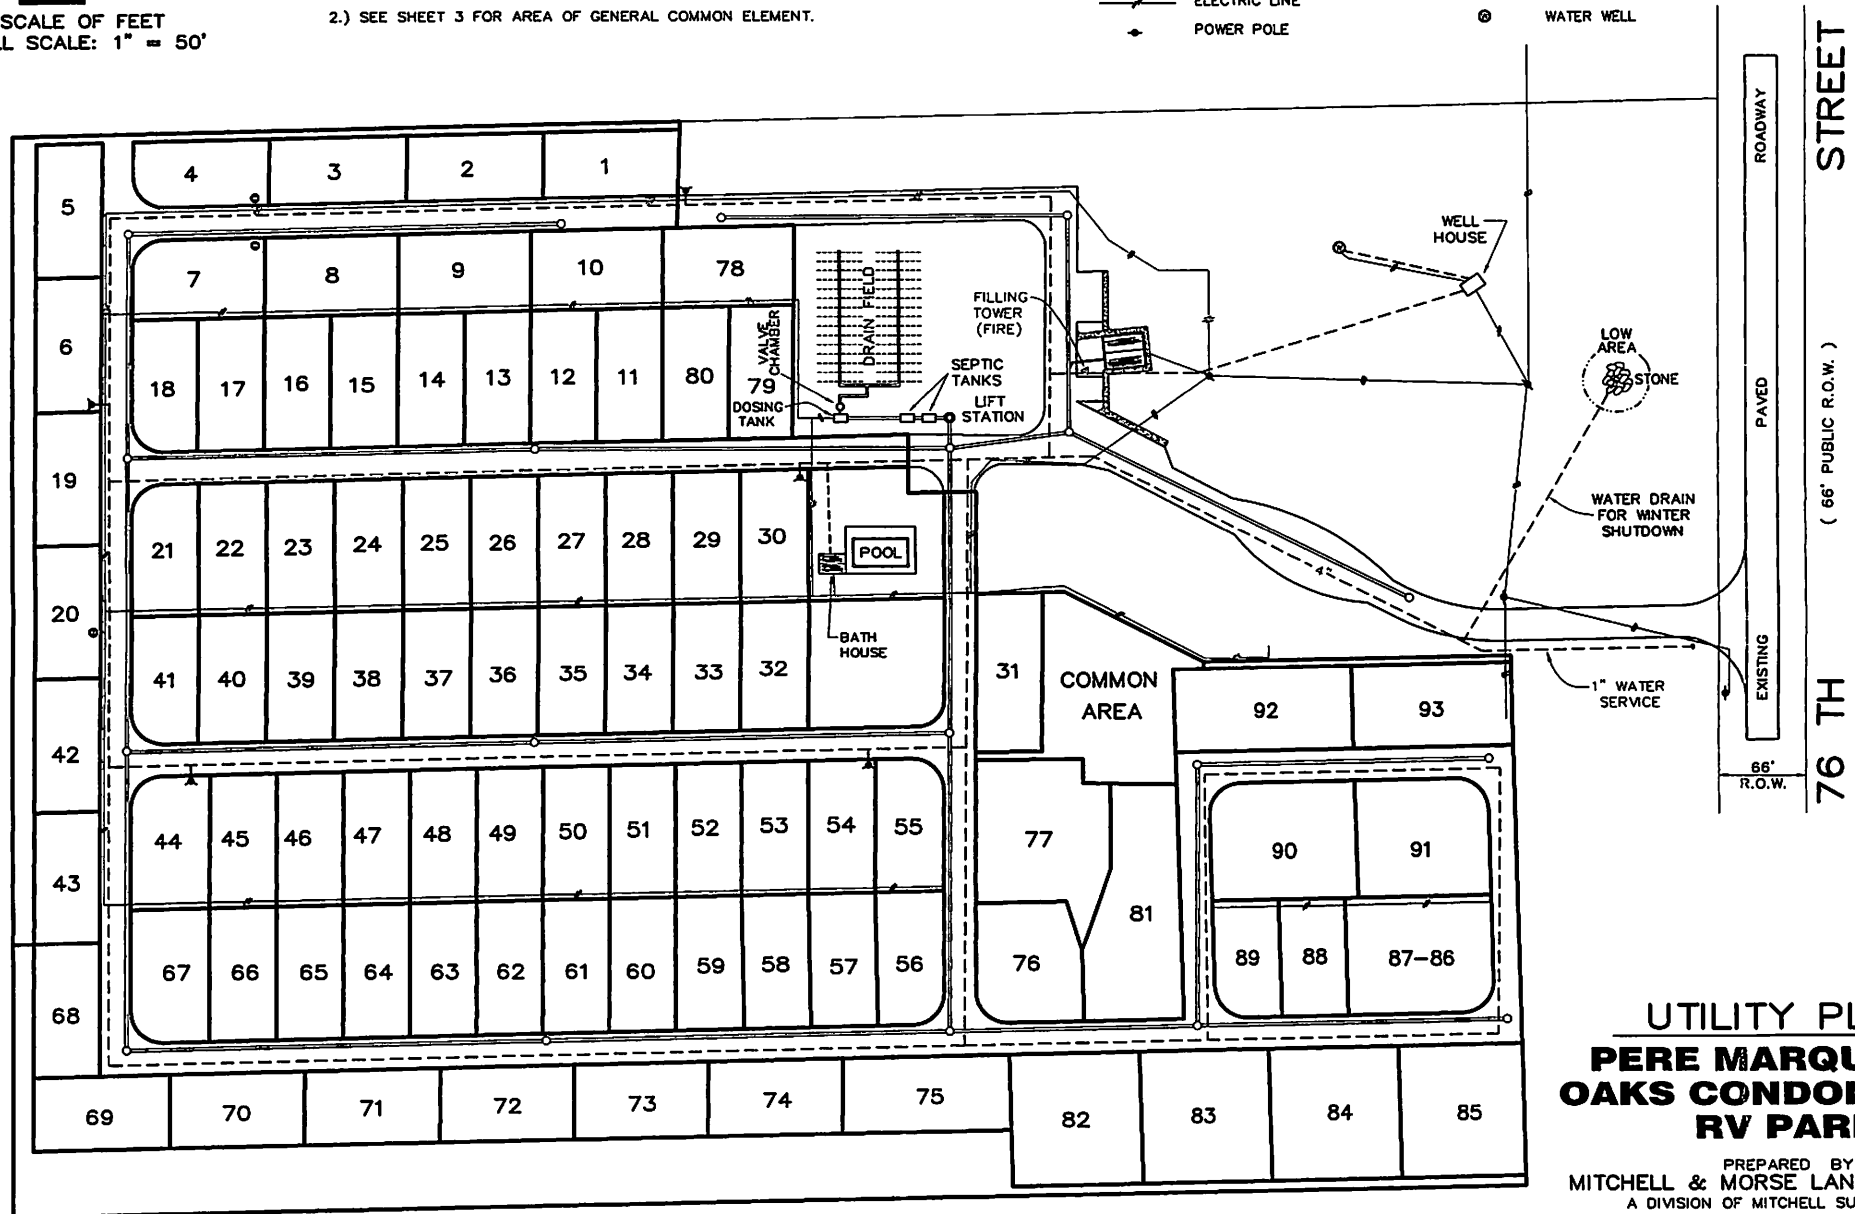 SCALE OF FEET
SCALE: 1" = 50'
2.) SEE SHEET 3 FOR AREA OF GENERAL COMMON ELEMENT.
ELECTRIC LINE
POWER POLE
WATER WELL
76 TH STREET
( 66' PUBLIC R.O.W. )
EXISTING PAVED ROADWAY
66'
R.O.W.
4 3 2 1
5
7 8 9 10 78
6
18 17 16 15 14 13 12 11 80 79
VALVE
CHAMBER
DRAIN FIELD
DOSING
TANK
SEPTIC
TANKS
LIFT
STATION
FILLING
TOWER
(FIRE)
WELL
HOUSE
LOW
AREA
STONE
WATER DRAIN
FOR WINTER
SHUTDOWN
4"
1" WATER
SERVICE
19
21 22 23 24 25 26 27 28 29 30
POOL
20
BATH
HOUSE
41 40 39 38 37 36 35 34 33 32
31
COMMON
AREA
92 93
42
44 45 46 47 48 49 50 51 52 53 54 55
77
90 91
43
81
67 66 65 64 63 62 61 60 59 58 57 56
76
89 88 87-86
68
69 70 71 72 73 74 75 82 83 84 85
UTILITY
PERE
OAKS
RV
PREPARED BY
MITCHELL & MORSE
A DIVISION OF MITCHELL